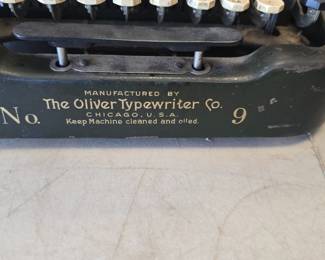 MANUFACTURED BY
The Oliver Typewriter Co.
CHICAGO, U.S.A.
Keep Machine cleaned and oiled.
No. 9